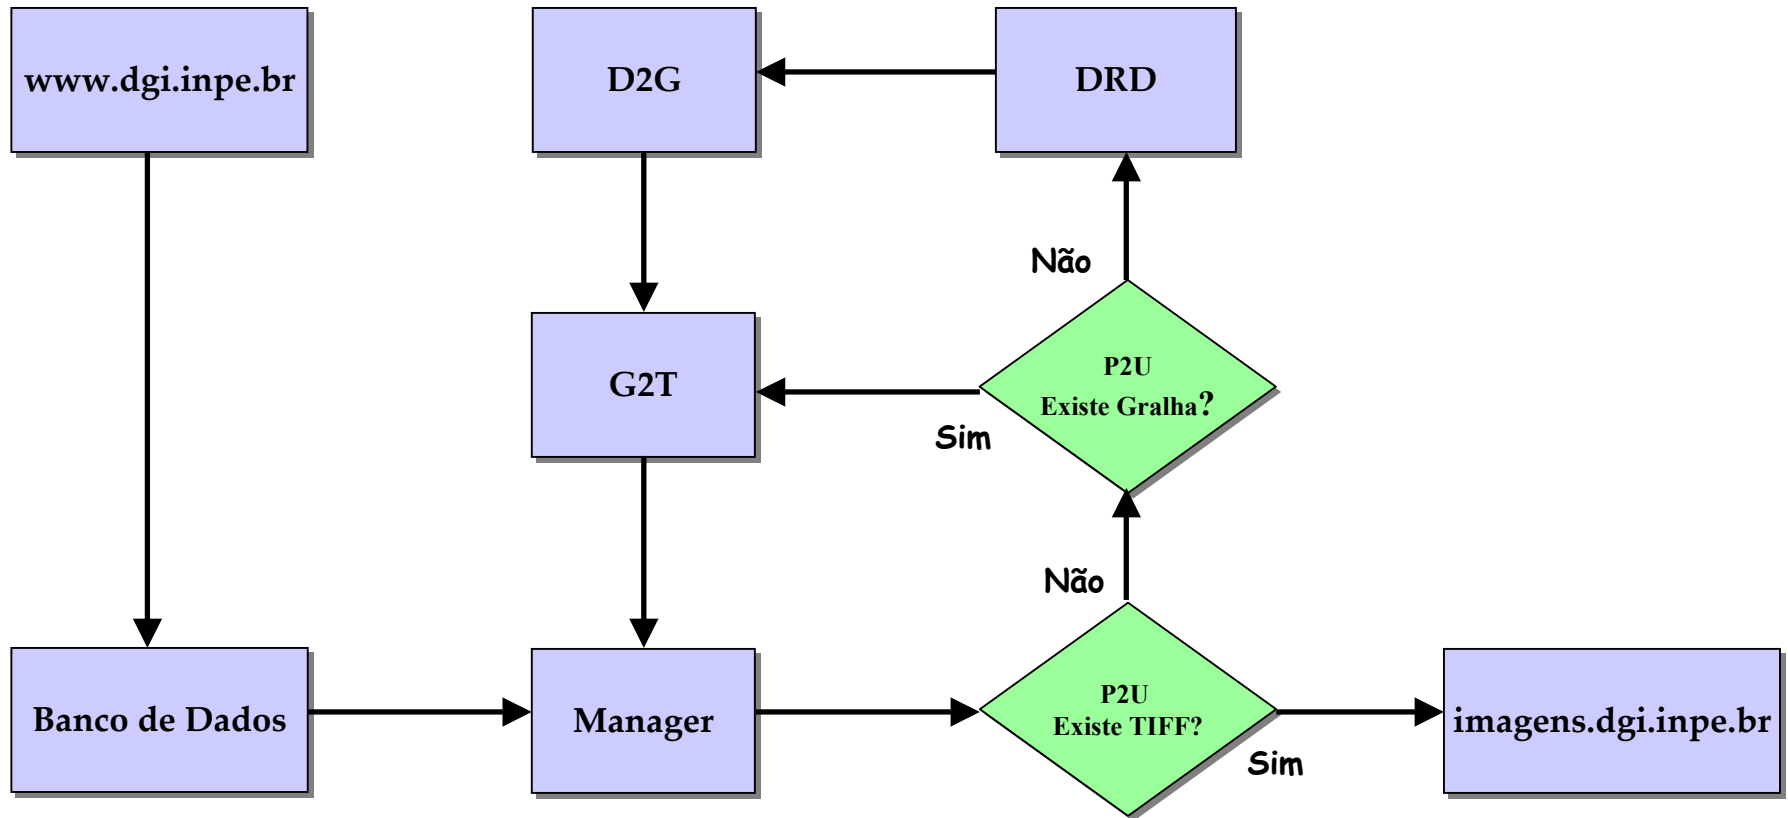 www.dgi.inpe.br
D2G
DRD
Não
G2T
P2U
Existe Gralha?
Sim
Não
Banco de Dados
Manager
P2U
Existe TIFF?
Sim
imagens.dgi.inpe.br